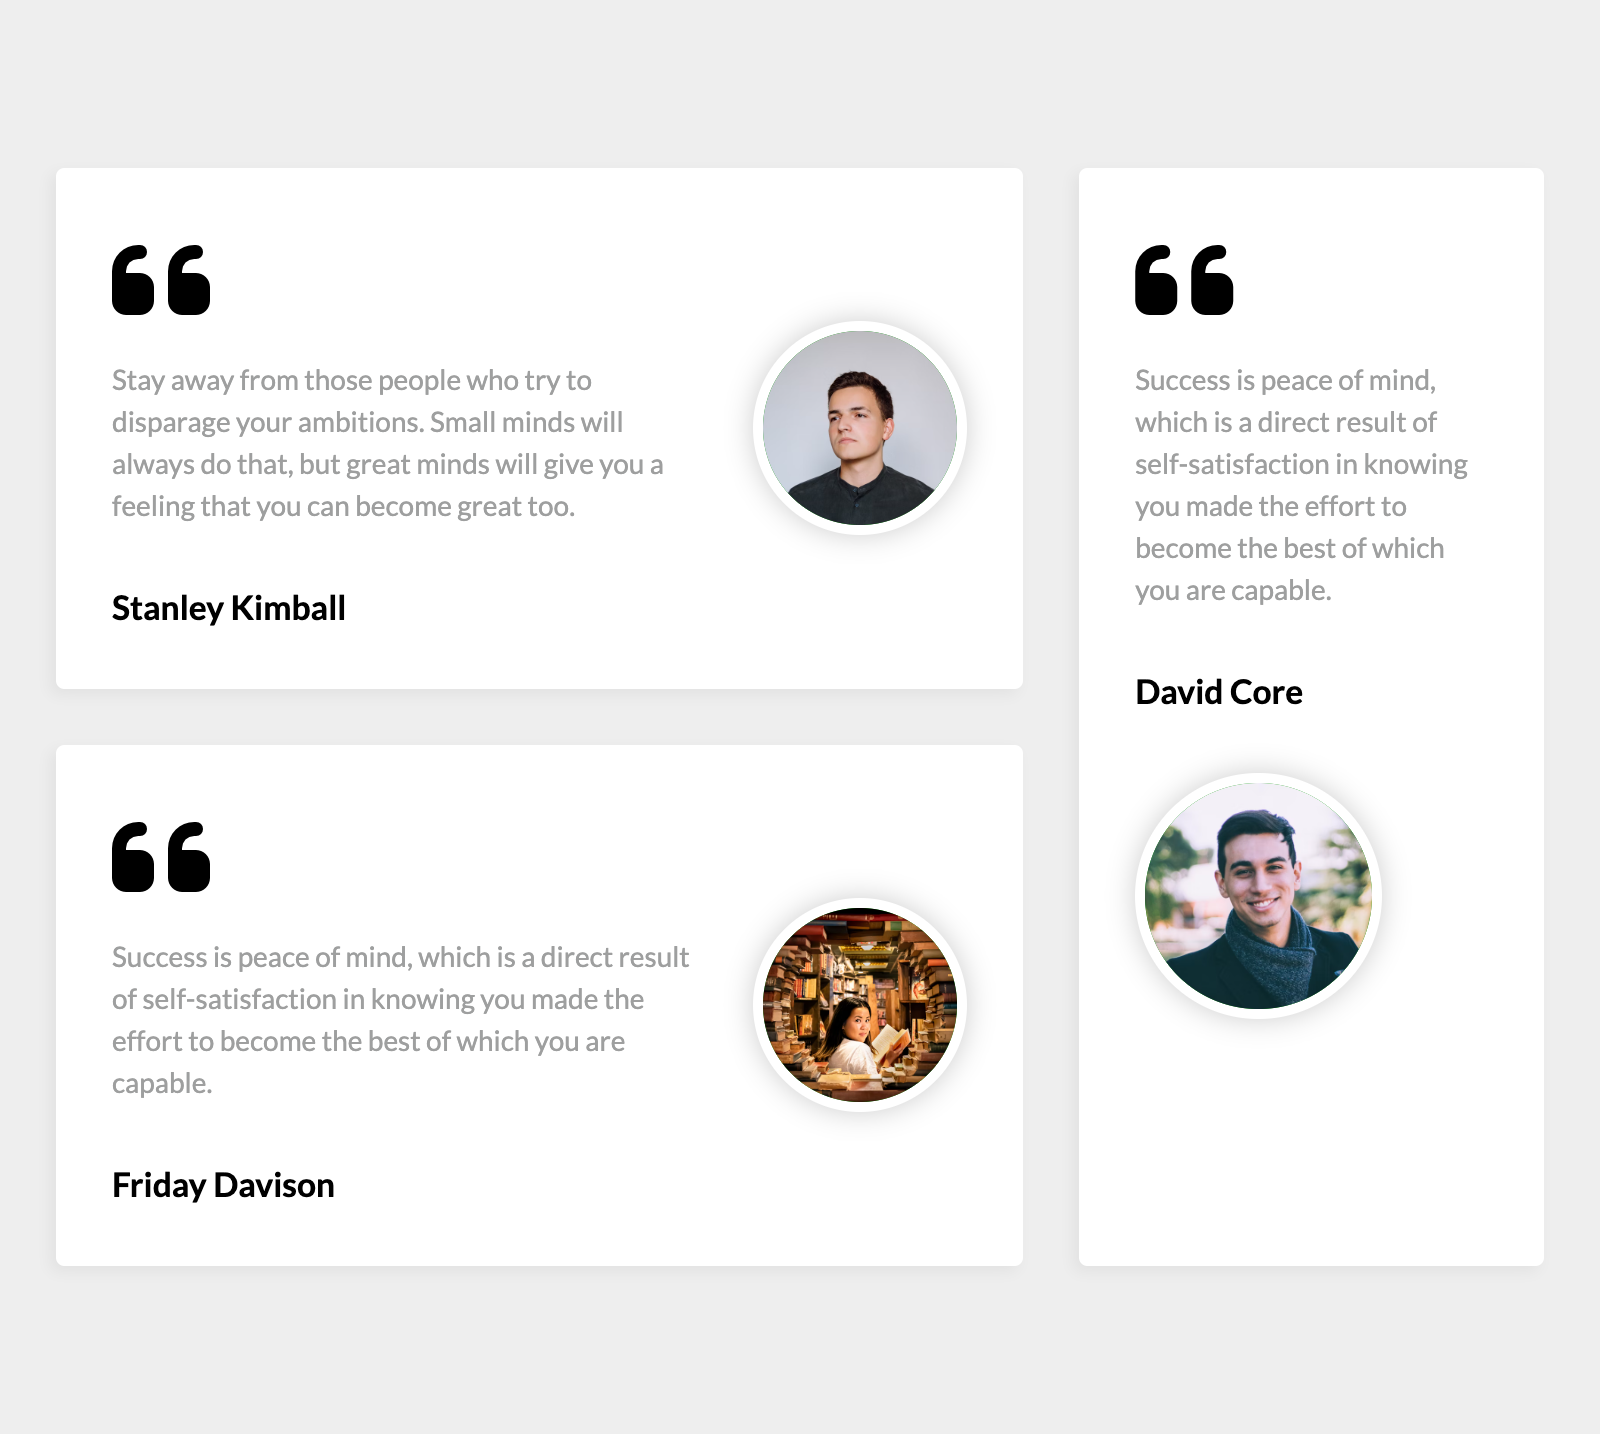 Stay away from those people who try to
disparage your ambitions. Small minds will
always do that, but great minds will give you a
feeling that you can become great too.
Stanley Kimball
Success is peace of mind, which is a direct result
of self-satisfaction in knowing you made the
effort to become the best of which you are
capable.
Friday Davison
Success is peace of mind,
which is a direct result of
self-satisfaction in knowing
you made the effort to
become the best of which
you are capable.
David Core